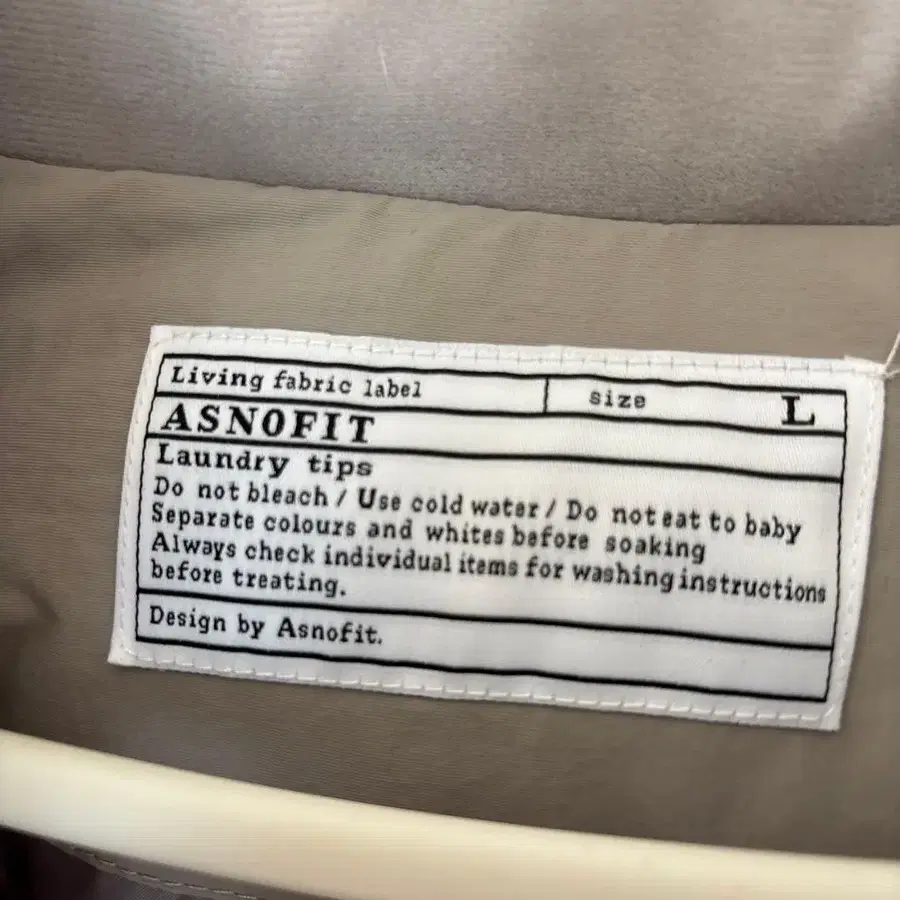 Living fabric label size L
ASNOFIT
Laundry tips
Do not bleach / Use cold water / Do not eat to baby
Separate colours and whites before soaking
Always check individual items for washing instructions
before treating.
Design by Asnofit.